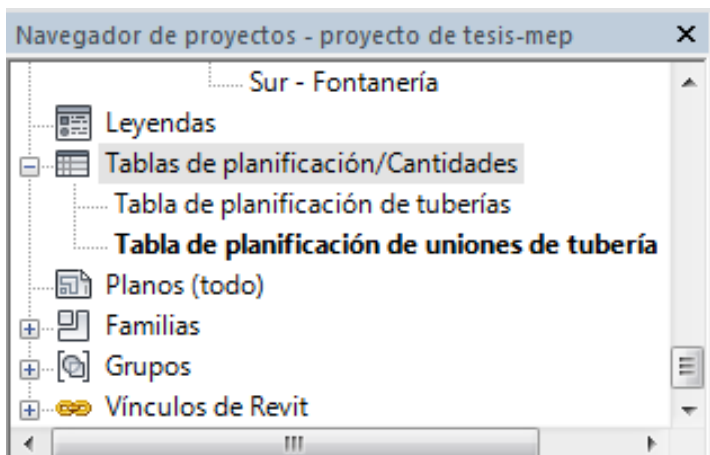 Navegador de proyectos - proyecto de tesis-mep
Sur - Fontanería
Leyendas
Tablas de planificación/Cantidades
Tabla de planificación de tuberías
Tabla de planificación de uniones de tubería
Planos (todo)
Familias
Grupos
Vínculos de Revit